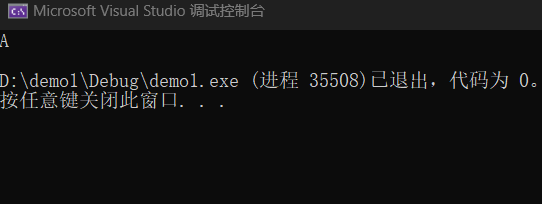 Microsoft Visual Studio 调试控制台
A
D:\demo1\Debug\demo1.exe (进程 35508)已退出，代码为 0。
按任意键关闭此窗口. . .